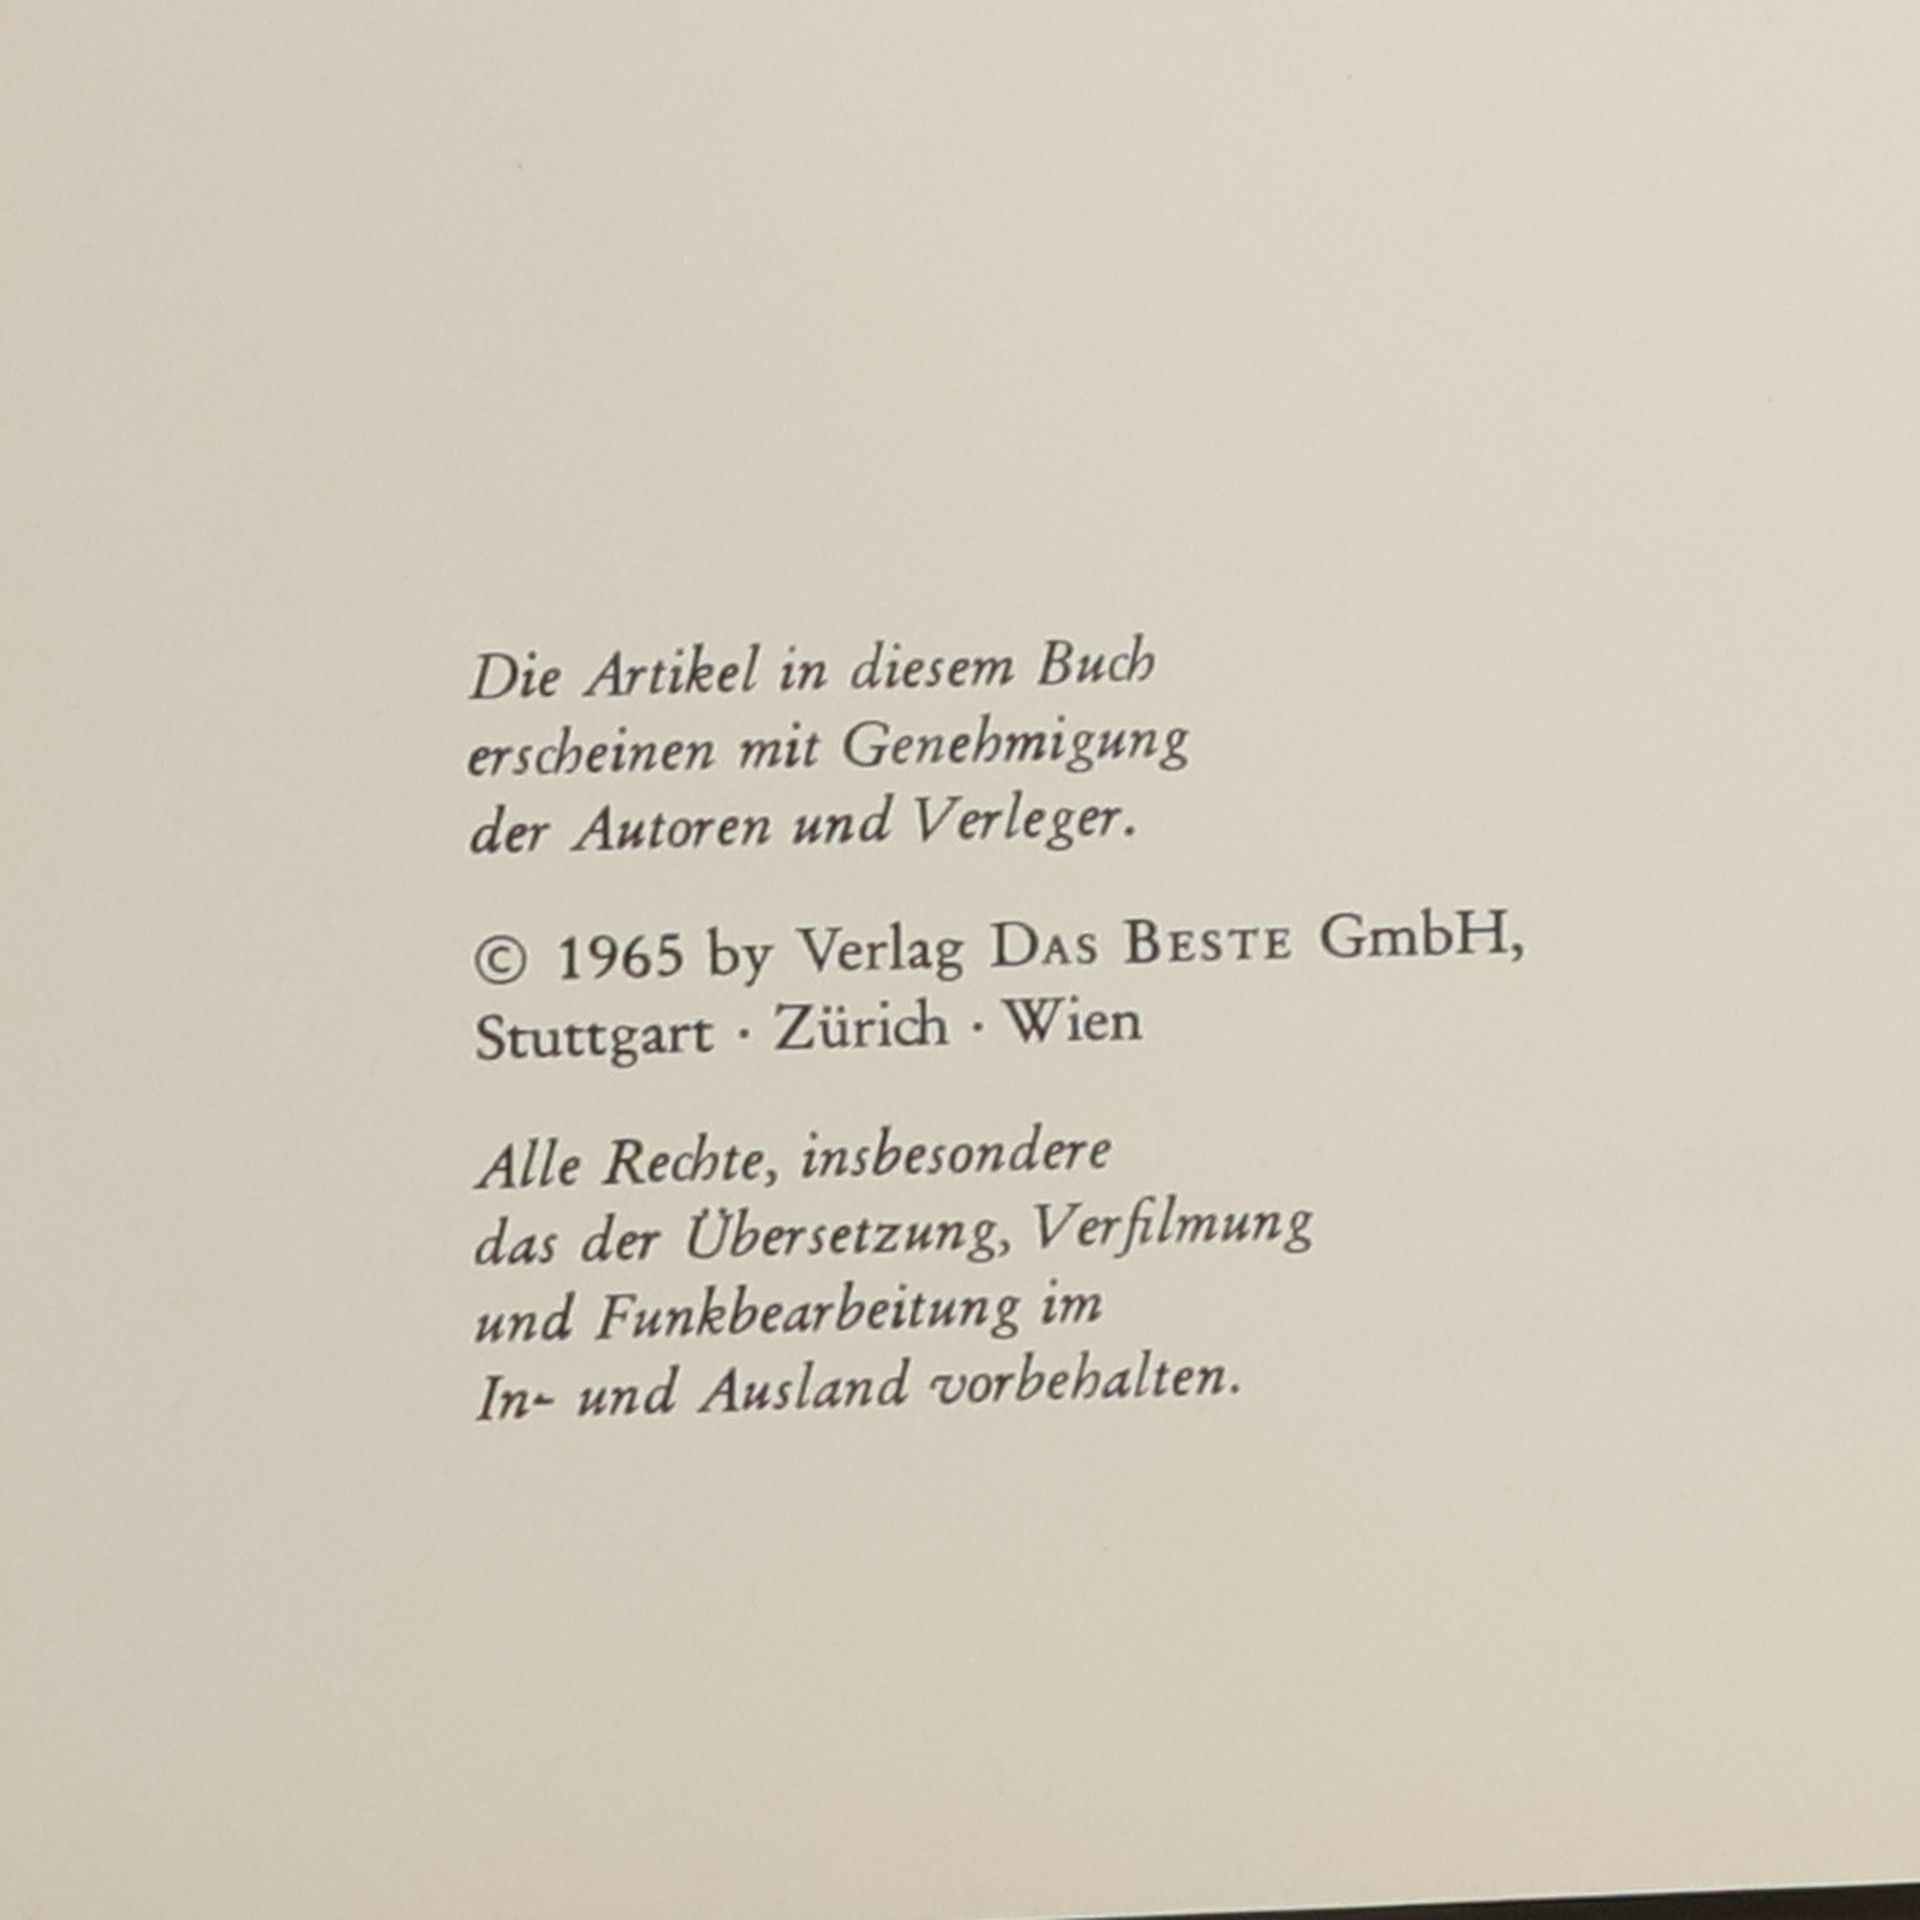 Die Artikel in diesem Buch
erscheinen mit Genehmigung
der Autoren und Verleger.
© 1965 by Verlag DAS BESTE GmbH,
Stuttgart · Zürich · Wien
Alle Rechte, insbesondere
das der Übersetzung, Verfilmung
und Funkbearbeitung im
In- und Ausland vorbehalten.